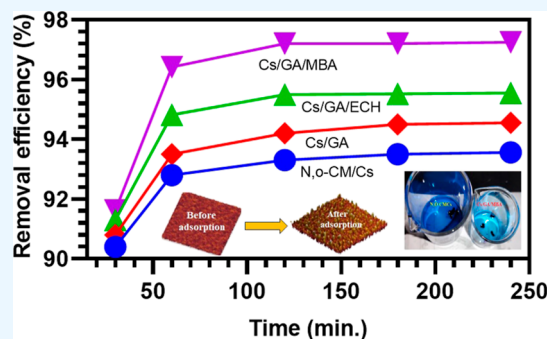 Removal efficiency (%)
98
96
94
92
90
Cs/GA/MBA
Cs/GA/ECH
Cs/GA
N,o-CM/Cs
Before
adsorption
After
adsorption
50
100
150
200
250
Time (min.)